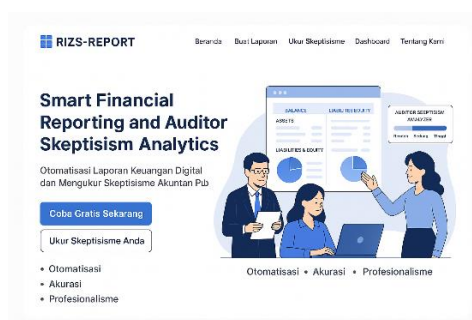 RIZS-REPORT
Beranda Buat Laporan Ukur Skeptisisme Dashboard Tentang Kami
Smart Financial
Reporting and Auditor
Skeptisism Analytics
Otomatisasi Laporan Keuangan Digital
dan Mengukur Skeptisisme Akuntan Pub
Coba Gratis Sekarang
Ukur Skeptisisme Anda
• Otomatisasi
• Akurasi
• Profesionalisme
BALANCE
ASSETS
LIABILITIES & EQUITY
AUDITOR SCEPTISISM
ANALYZER
Otomatisasi • Akurasi • Profesionalisme